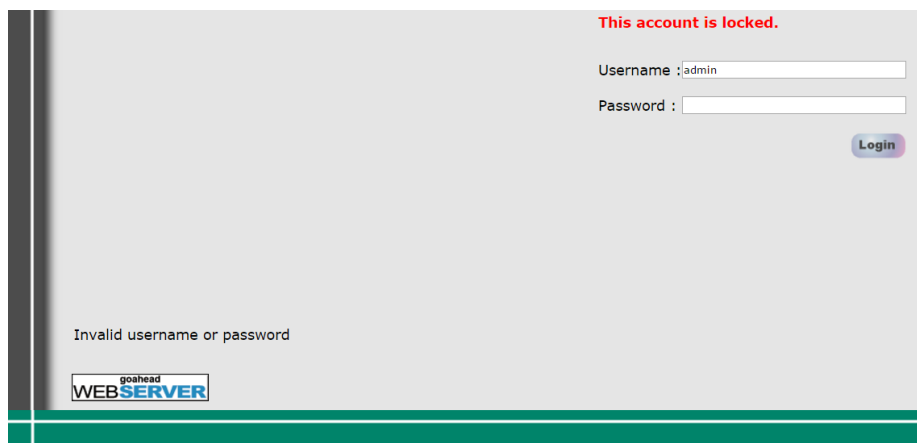 This account is locked.
Username : admin
Password :
Login
Invalid username or password
goahead
WEBSERVER